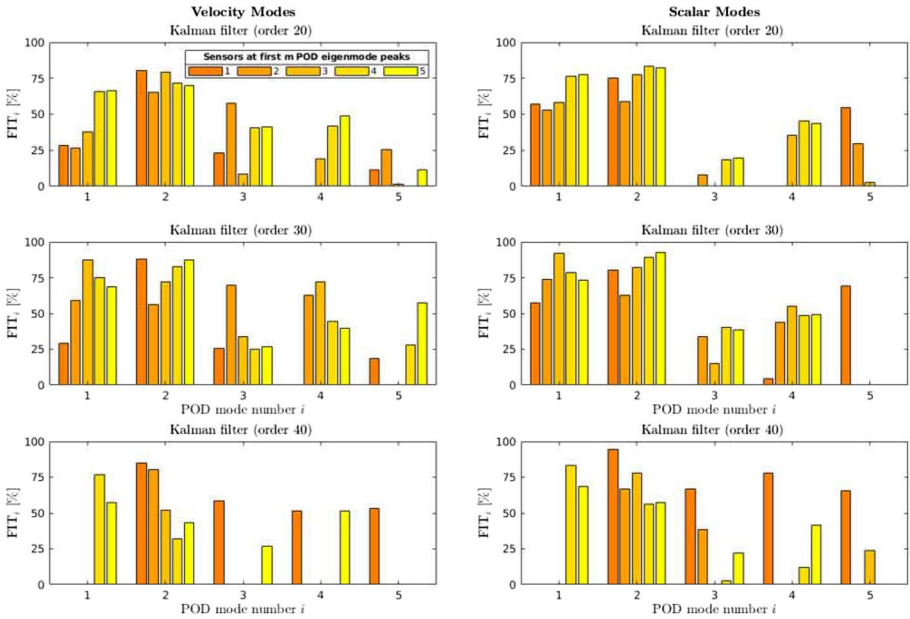 Velocity Modes
Kalman filter (order 20)
FIT_i [%]
100
75
50
25
0
Sensors at first m POD eigenmode peaks
1 2 3 4 5
1 2 3 4 5
Scalar Modes
Kalman filter (order 20)
FIT_i [%]
100
75
50
25
0
1 2 3 4 5
Kalman filter (order 30)
FIT_i [%]
100
75
50
25
0
1 2 3 4 5
POD mode number i
Kalman filter (order 30)
FIT_i [%]
100
75
50
25
0
1 2 3 4 5
POD mode number i
Kalman filter (order 40)
FIT_i [%]
100
75
50
25
0
1 2 3 4 5
POD mode number i
Kalman filter (order 40)
FIT_i [%]
100
75
50
25
0
1 2 3 4 5
POD mode number i